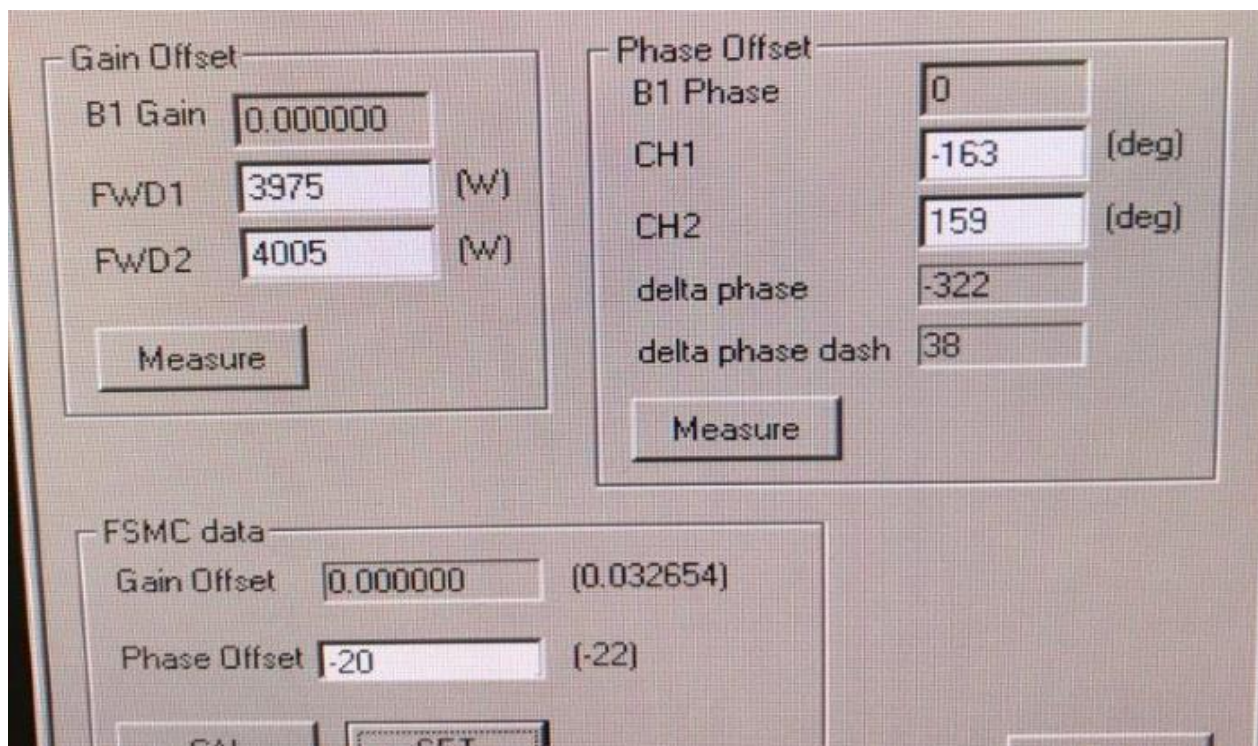 Gain Offset
B1 Gain 0.000000
FWD1 3975 (W)
FWD2 4005 (W)
Measure
Phase Offset
B1 Phase 0
CH1 -163 (deg)
CH2 159 (deg)
delta phase -322
delta phase dash 38
Measure
FSMC data
Gain Offset 0.000000 (0.032654)
Phase Offset -20 (-22)
CAL SET